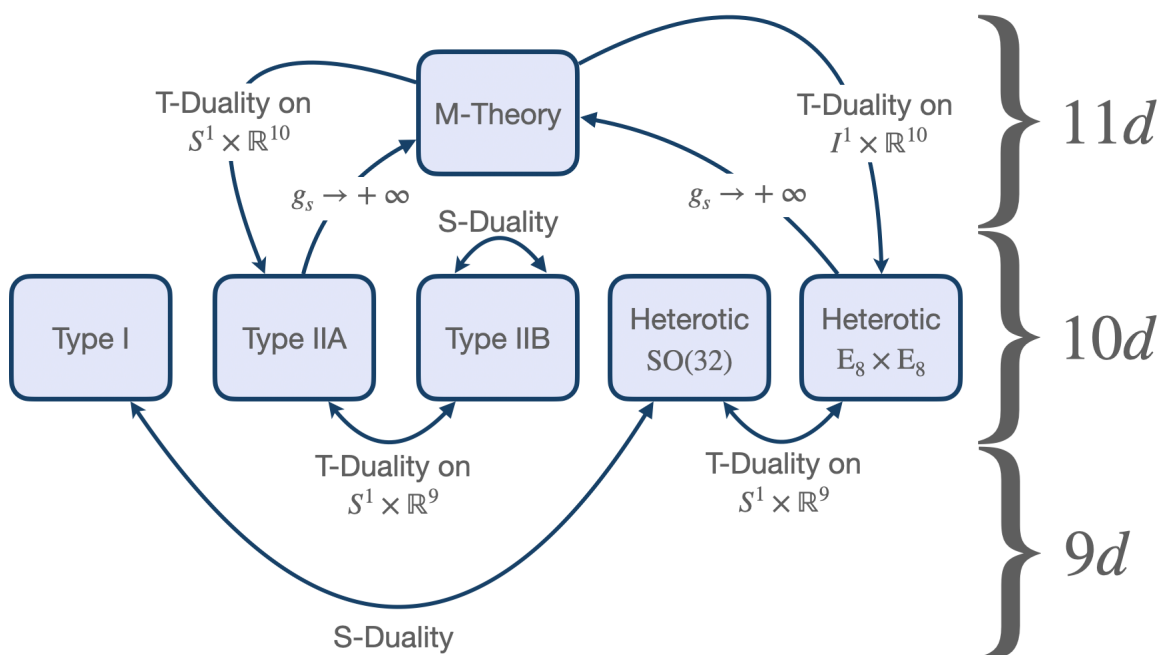 M-Theory
T-Duality on
S¹ × ℝ¹⁰
T-Duality on
I¹ × ℝ¹⁰
11d
gₛ → + ∞
gₛ → + ∞
S-Duality
Type I
Type IIA
Type IIB
Heterotic
SO(32)
Heterotic
E₈ × E₈
10d
T-Duality on
S¹ × ℝ⁹
T-Duality on
S¹ × ℝ⁹
9d
S-Duality